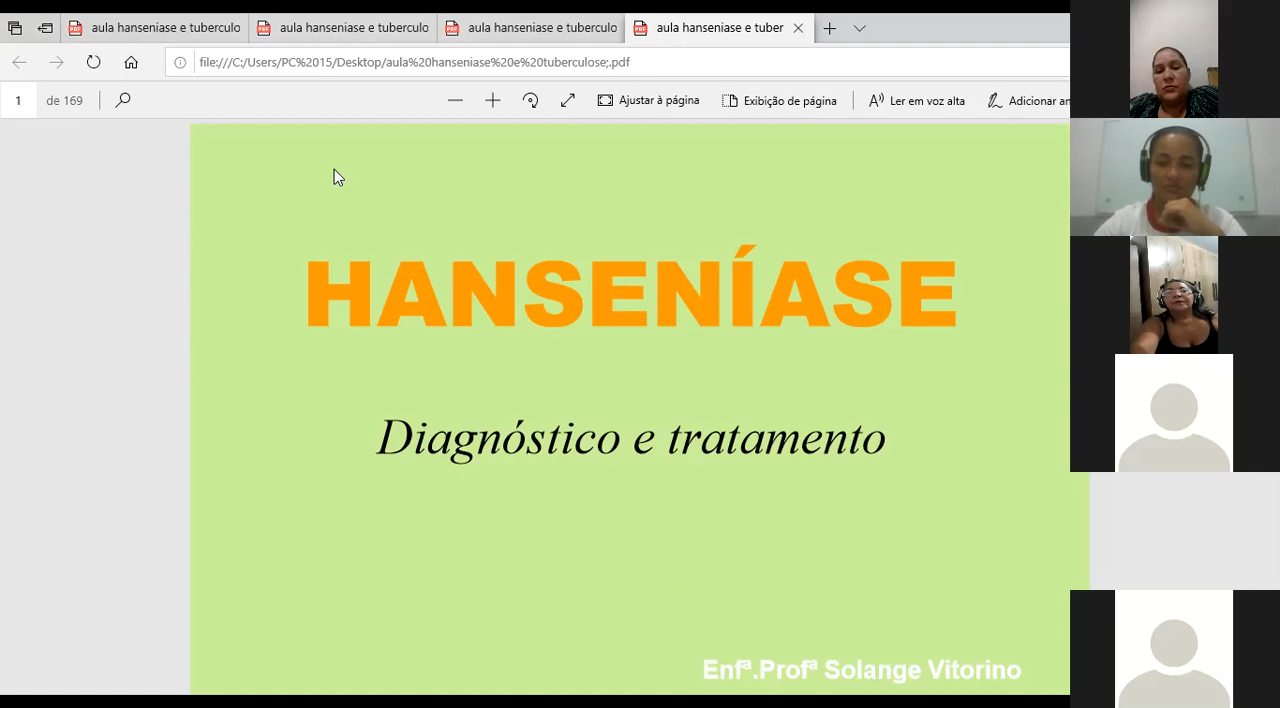 aula hanseniase e tuberculo
aula hanseniase e tuberculo
aula hanseniase e tuberculo
aula hanseniase e tuber
file:///C:/Users/PC%2015/Desktop/aula%20hanseniase%20e%20tuberculose;.pdf
1 de 169
Ajustar à página
Exibição de página
Ler em voz alta
Adicionar an
HANSENÍASE
Diagnóstico e tratamento
Enfª.Profª Solange Vitorino